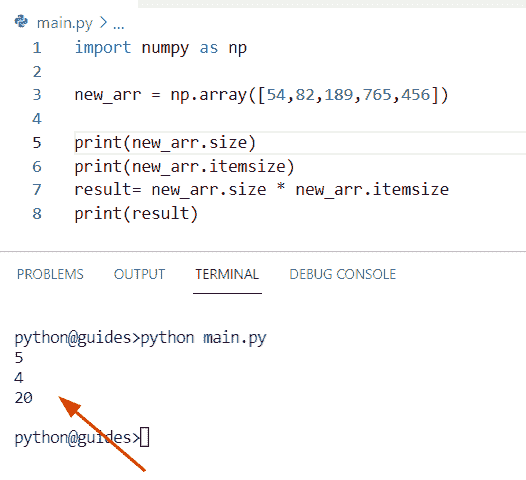 main.py > ...
1 import numpy as np
2
3 new_arr = np.array([54,82,189,765,456])
4
5 print(new_arr.size)
6 print(new_arr.itemsize)
7 result= new_arr.size * new_arr.itemsize
8 print(result)
PROBLEMS OUTPUT TERMINAL DEBUG CONSOLE
python@guides>python main.py
5
4
20
python@guides>